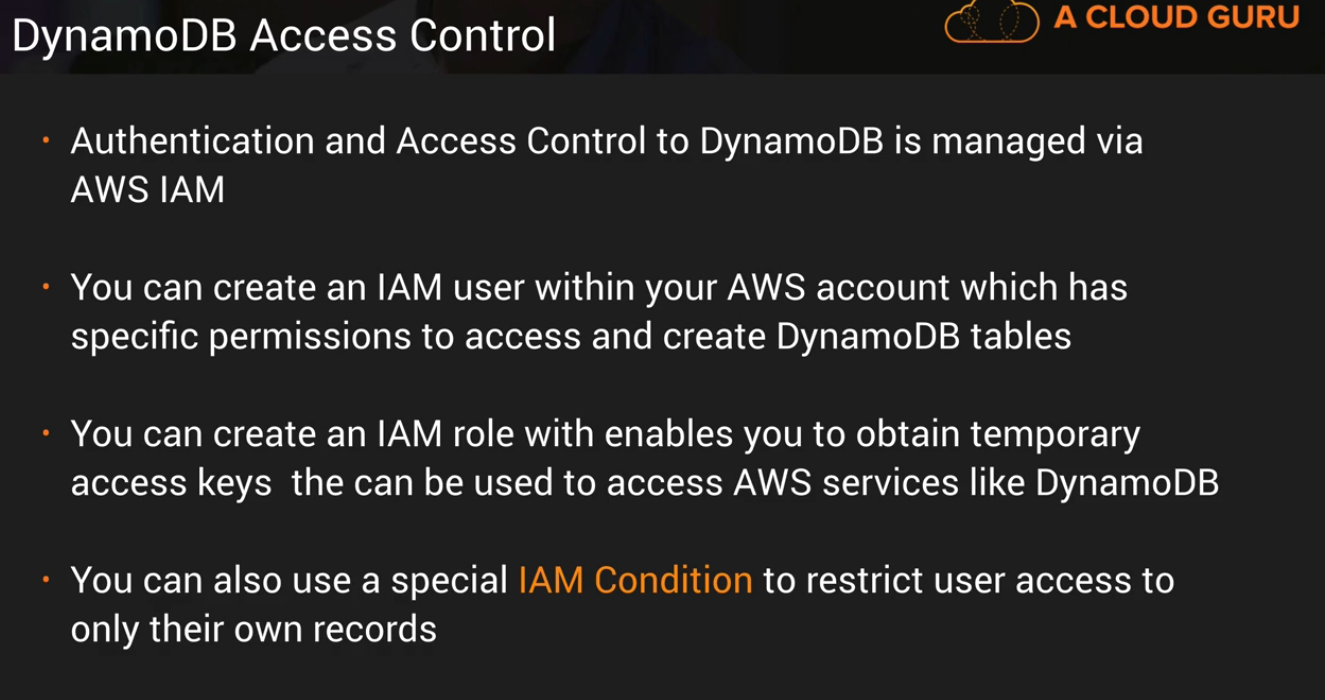 DynamoDB Access Control
A CLOUD GURU
• Authentication and Access Control to DynamoDB is managed via
AWS IAM
• You can create an IAM user within your AWS account which has
specific permissions to access and create DynamoDB tables
• You can create an IAM role with enables you to obtain temporary
access keys  the can be used to access AWS services like DynamoDB
• You can also use a special IAM Condition to restrict user access to
only their own records